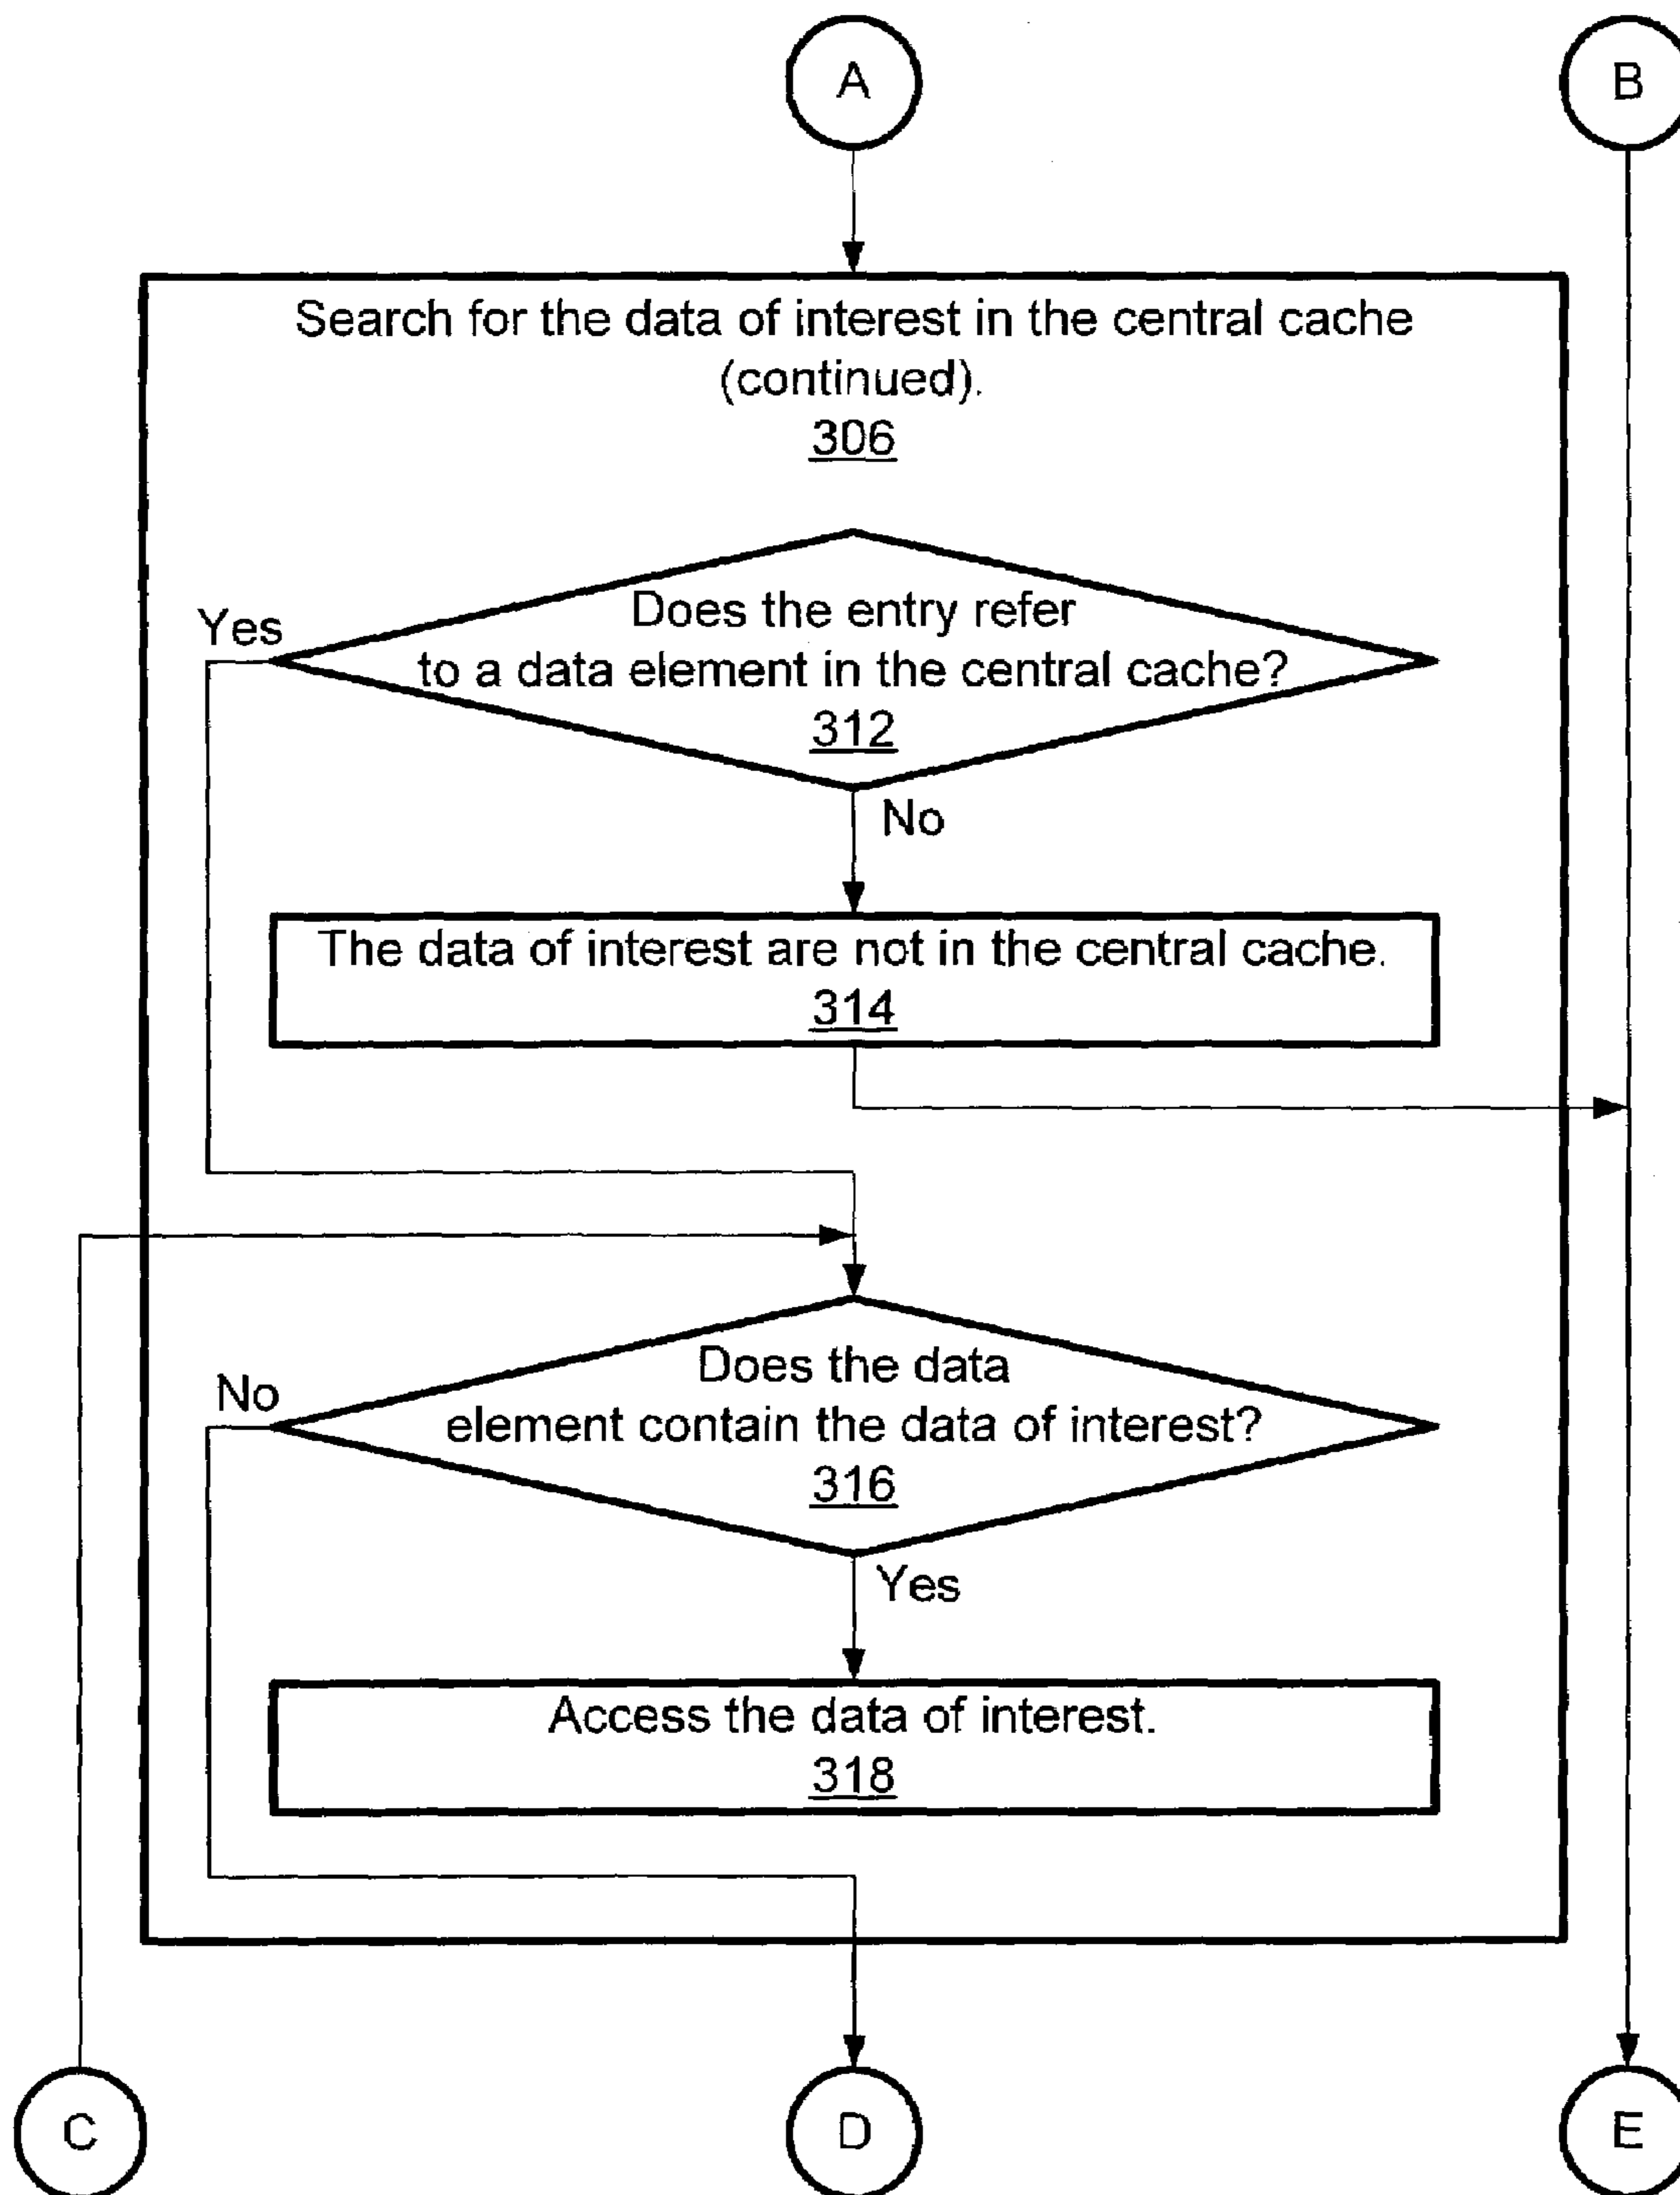 A
B
Search for the data of interest in the central cache
(continued).
306
Yes
Does the entry refer
to a data element in the central cache?
312
No
The data of interest are not in the central cache.
314
No
Does the data
element contain the data of interest?
316
Yes
Access the data of interest.
318
C
D
E